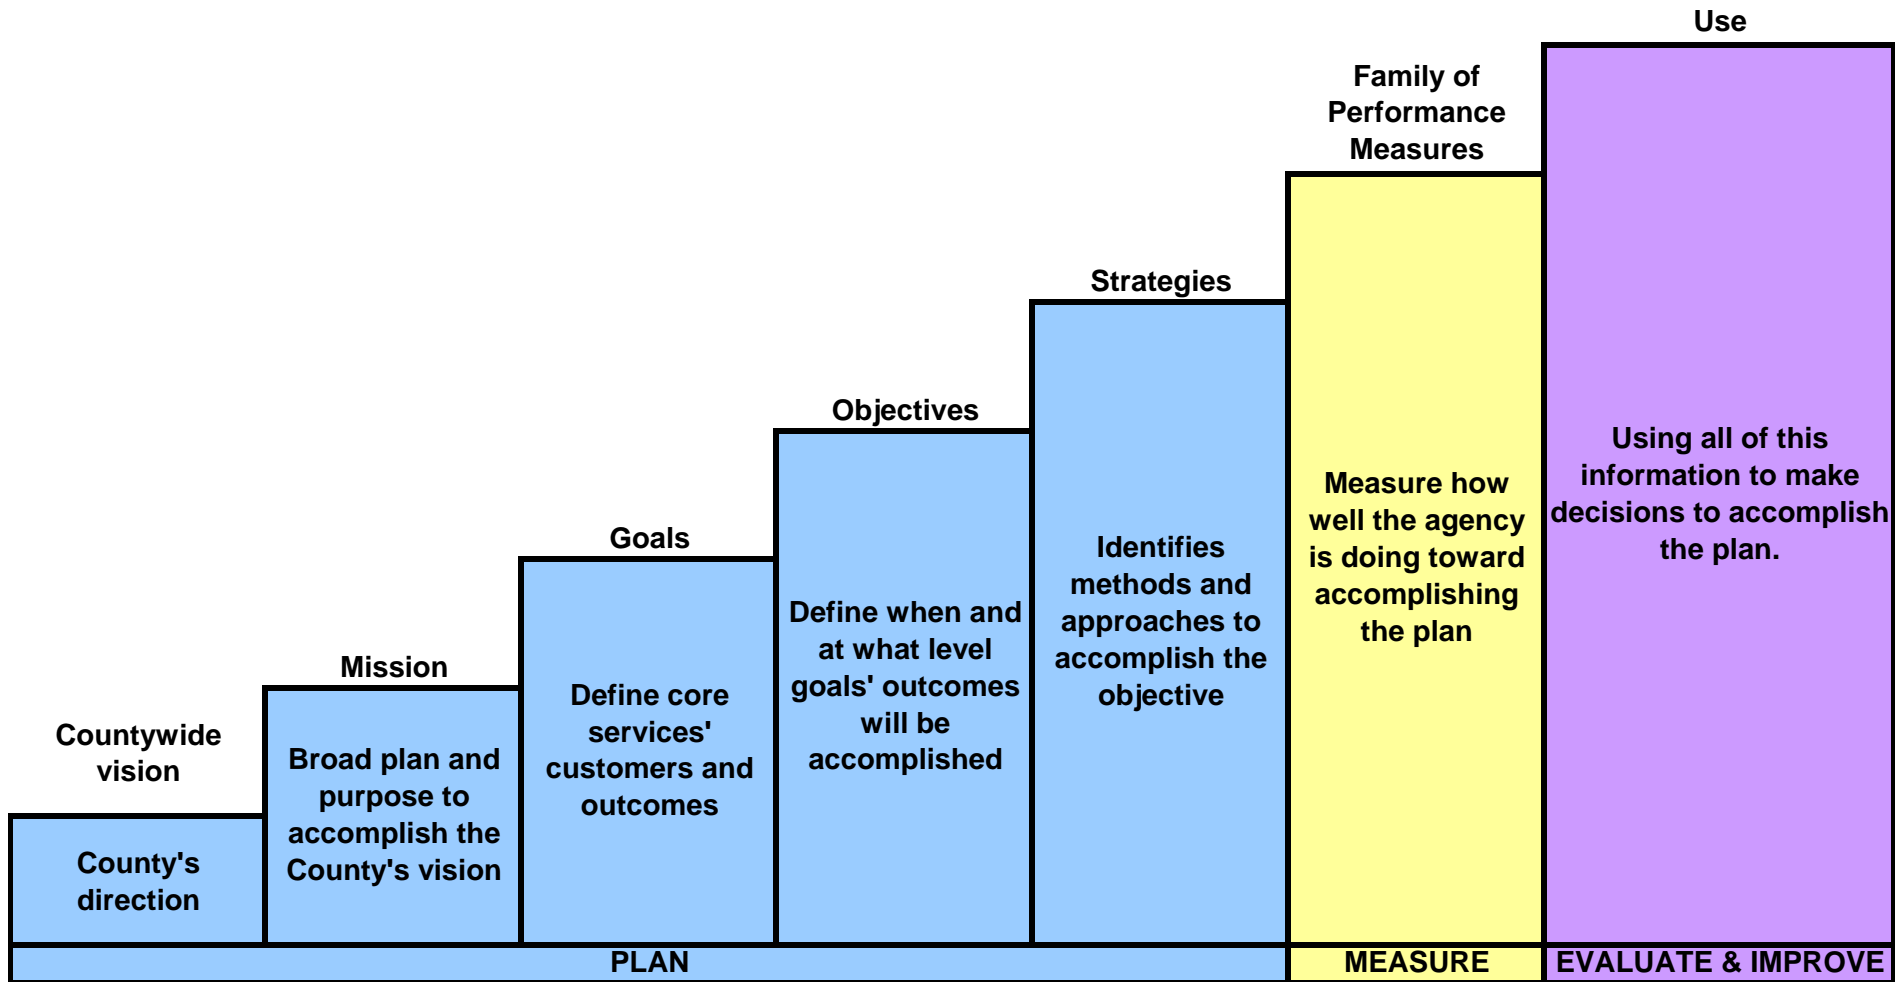 Countywide
vision
County's
direction
Mission
Broad plan and
purpose to
accomplish the
County's vision
Goals
Define core
services'
customers and
outcomes
Objectives
Define when and
at what level
goals' outcomes
will be
accomplished
Strategies
Identifies
methods and
approaches to
accomplish the
objective
Family of
Performance
Measures
Measure how
well the agency
is doing toward
accomplishing
the plan
Use
Using all of this
information to make
decisions to accomplish
the plan.
PLAN
MEASURE
EVALUATE & IMPROVE